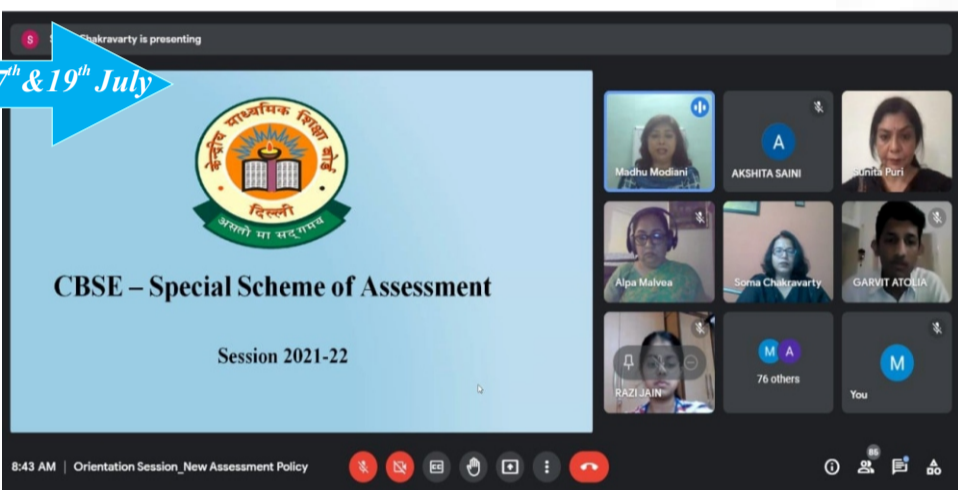 S
Chakravarty is presenting
7th & 19th July
केन्द्रीय माध्यमिक शिक्षा बोर्ड
दिल्ली
असतो मा सद्गमय
CBSE – Special Scheme of Assessment
Session 2021-22
Madhu Modiani
A
AKSHITA SAINI
Sunita Puri
Alpa Malvea
Soma Chakravarty
GARVIT ATOLIA
RAZI JAIN
M A
76 others
M
You
8:43 AM | Orientation Session_New Assessment Policy
CC
85